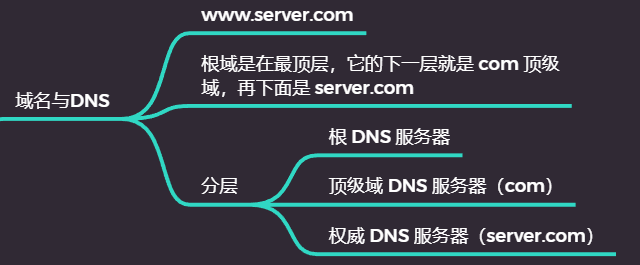 www.server.com
根域是在最顶层，它的下一层就是 com 顶级
域，再下面是 server.com
域名与DNS
根 DNS 服务器
分层
顶级域 DNS 服务器（com）
权威 DNS 服务器（server.com）